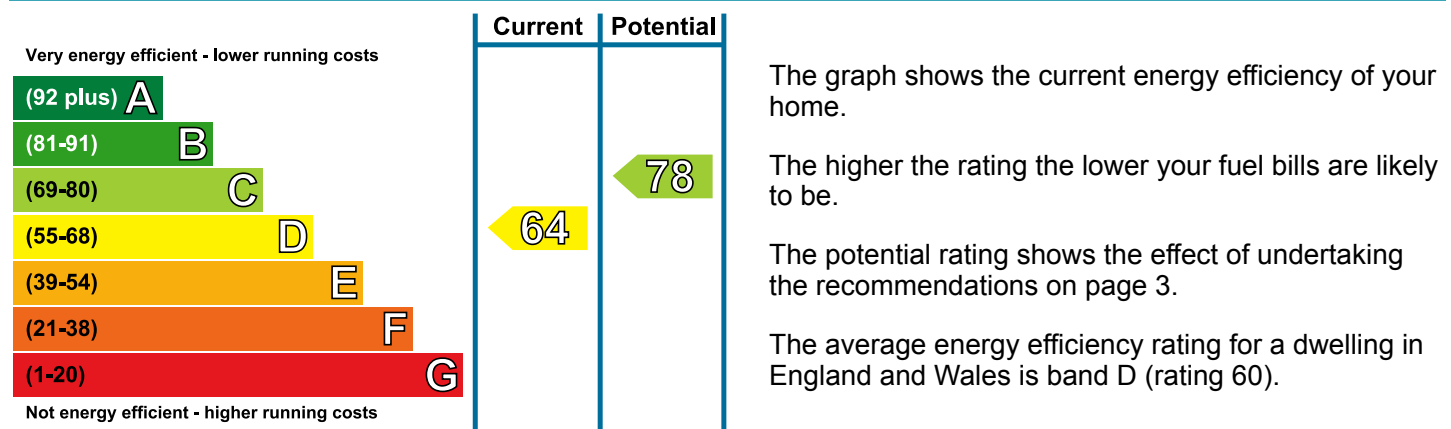 Current Potential
Very energy efficient - lower running costs
(92 plus) A
(81-91) B
(69-80) C
(55-68) D
(39-54) E
(21-38) F
(1-20) G
Not energy efficient - higher running costs
64
78
The graph shows the current energy efficiency of your
home.
The higher the rating the lower your fuel bills are likely
to be.
The potential rating shows the effect of undertaking
the recommendations on page 3.
The average energy efficiency rating for a dwelling in
England and Wales is band D (rating 60).